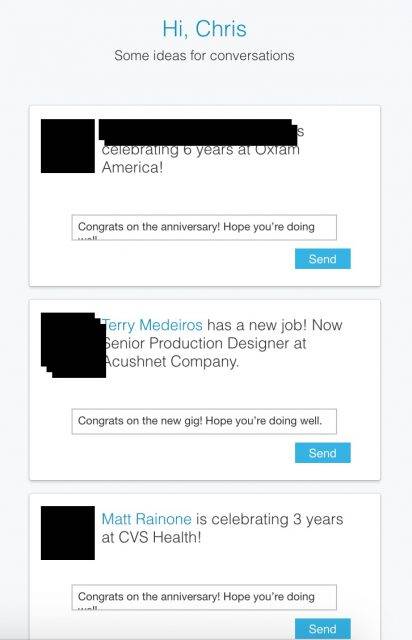 Hi, Chris
Some ideas for conversations
celebrating 6 years at Oxfam
America!
Congrats on the anniversary! Hope you're doing
Send
Terry Medeiros has a new job! Now
Senior Production Designer at
Acushnet Company.
Congrats on the new gig! Hope you're doing well.
Send
Matt Rainone is celebrating 3 years
at CVS Health!
Congrats on the anniversary! Hope you're doing
Send